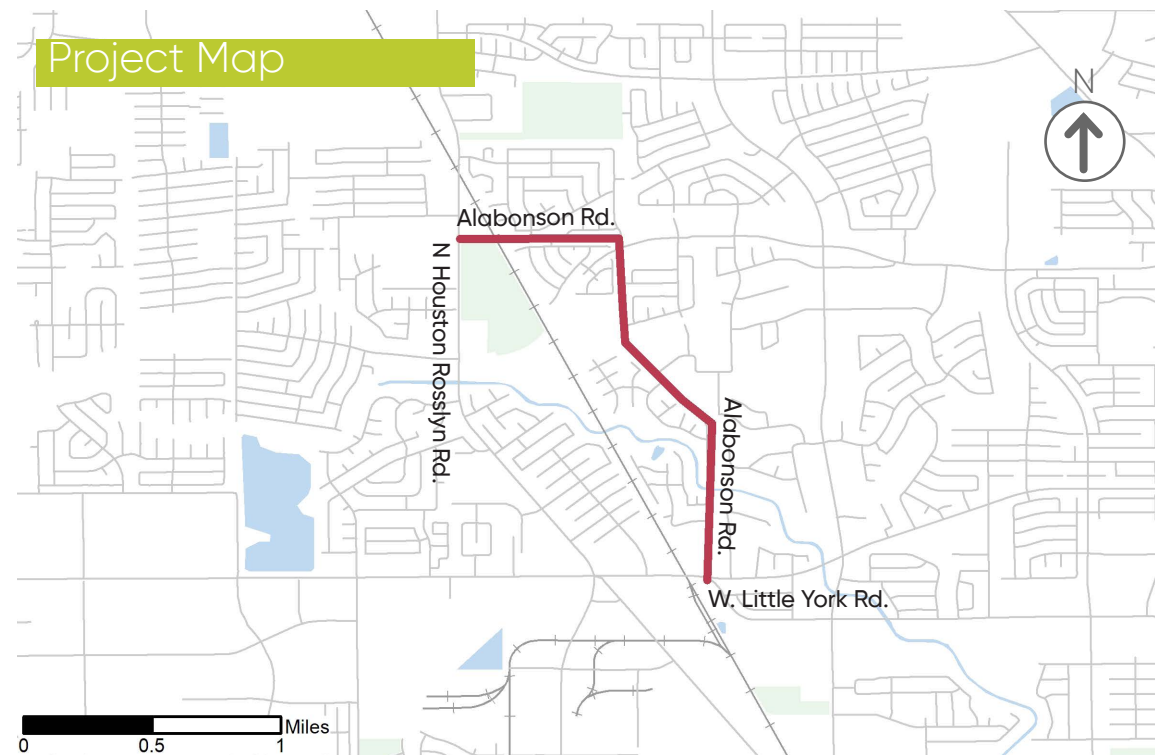 Project Map
N
Alabonson Rd.
N Houston Rosslyn Rd.
Alabonson Rd.
W. Little York Rd.
Miles
0 0.5 1